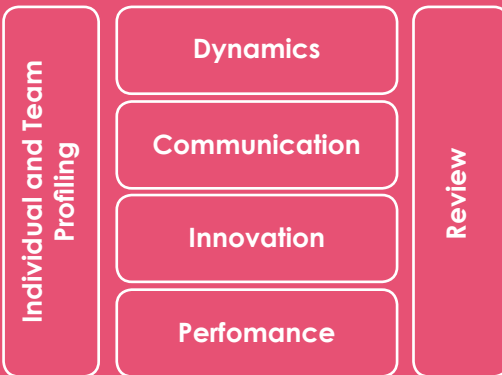 Individual and Team
Profiling
Dynamics
Communication
Innovation
Perfomance
Review